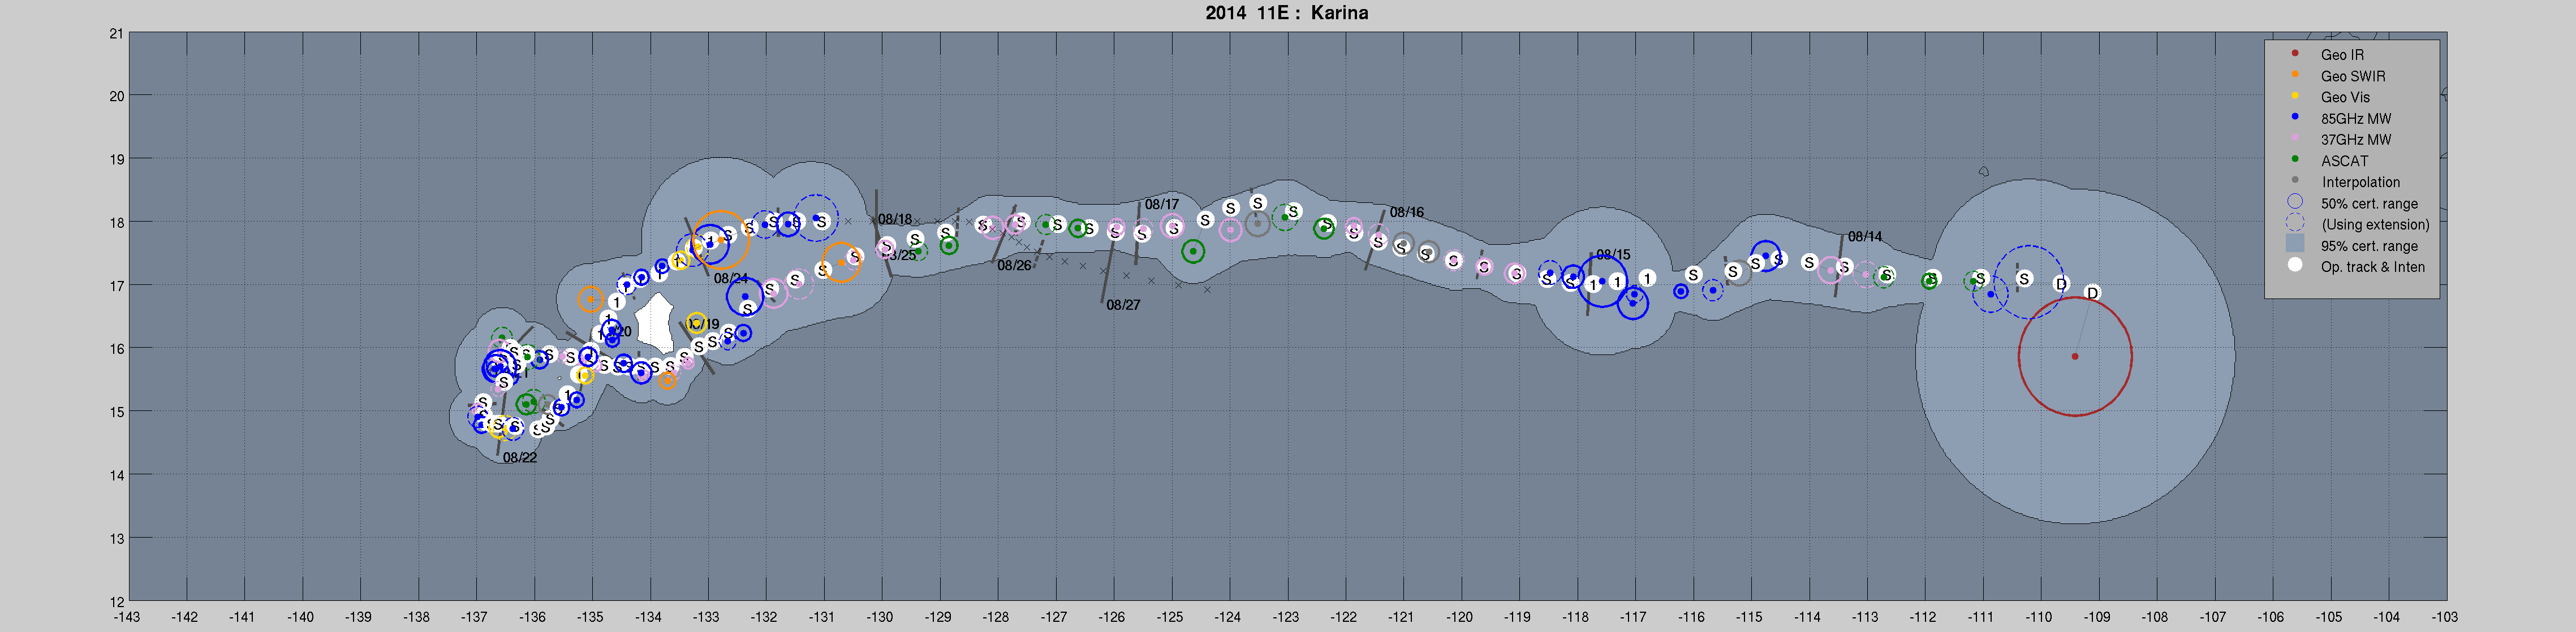 2014 11E : Karina
21
20
19
18
17
16
15
14
13
12
Geo IR
Geo SWIR
Geo Vis
85GHz MW
37GHz MW
ASCAT
Interpolation
50% cert. range
(Using extension)
95% cert. range
Op. track & Inten
08/18
08/17
08/16
08/15
08/14
08/26
08/27
08/24
08/22
-143 -142 -141 -140 -139 -138 -137 -136 -135 -134 -133 -132 -131 -130 -129 -128 -127 -126 -125 -124 -123 -122 -121 -120 -119 -118 -117 -116 -115 -114 -113 -112 -111 -110 -109 -108 -107 -106 -105 -104 -103